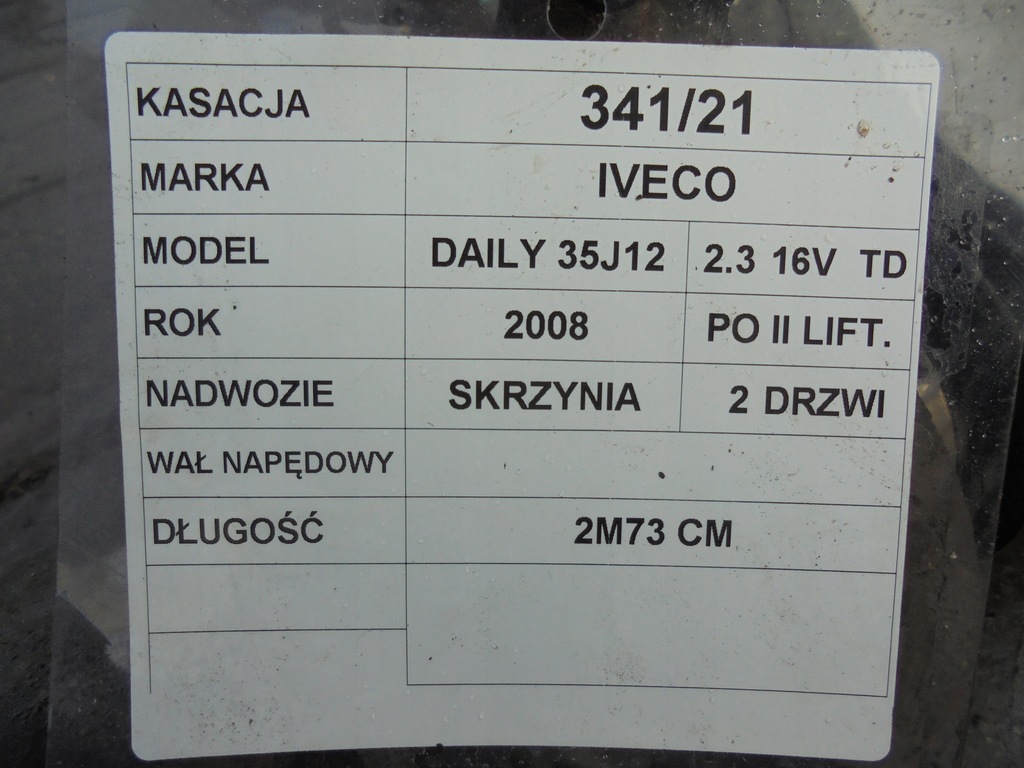 KASACJA 341/21
MARKA IVECO
MODEL DAILY 35J12 2.3 16V TD
ROK 2008 PO II LIFT.
NADWOZIE SKRZYNIA 2 DRZWI
WAŁ NAPĘDOWY
DŁUGOŚĆ 2M73 CM